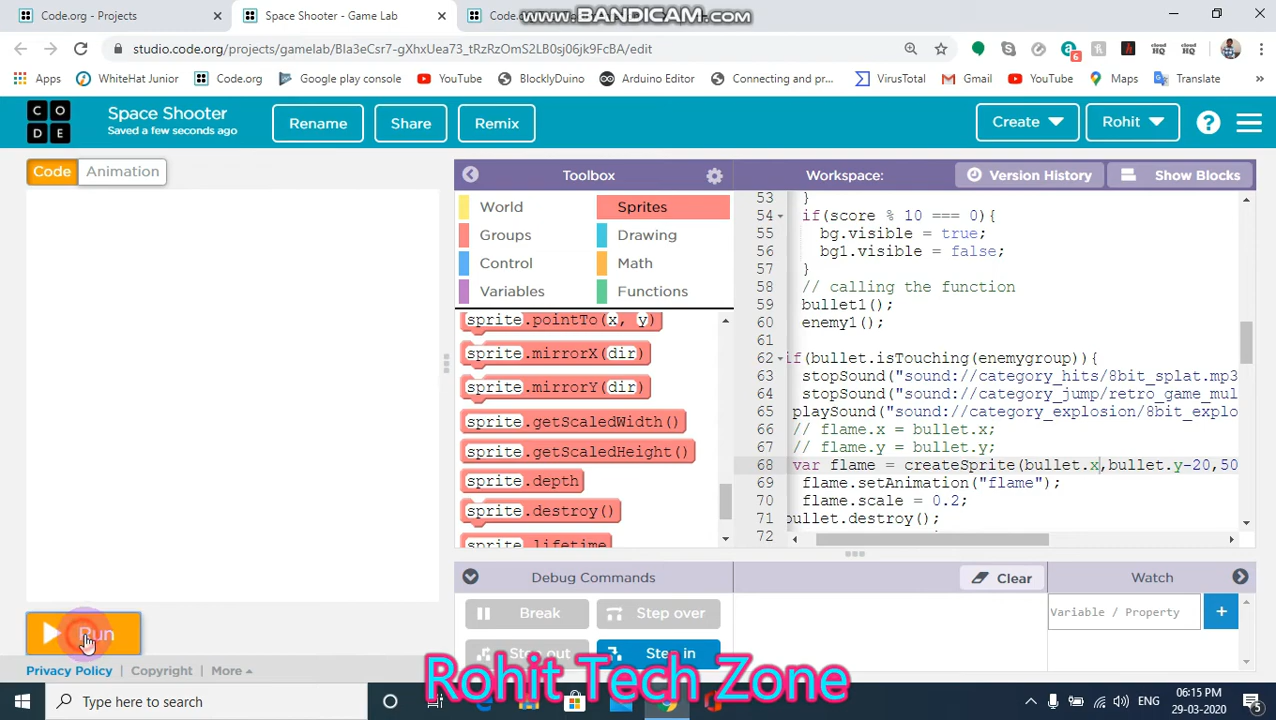 Code.org - Projects
Space Shooter - Game Lab
Code.
www.BANDICAM.com
studio.code.org/projects/gamelab/BIa3eCsr7-gXhxUea73_tRzRzOmS2LB0sj06jk9FcBA/edit
Apps
WhiteHat Junior
Code.org
Google play console
YouTube
BlocklyDuino
Arduino Editor
Connecting and pr...
VirusTotal
Gmail
YouTube
Maps
Translate
CODE
Space Shooter
Saved a few seconds ago
Rename
Share
Remix
Create
Rohit
Code
Animation
Toolbox
Workspace:
Version History
Show Blocks
World
Sprites
Groups
Drawing
Control
Math
Variables
Functions
sprite.pointTo(x, y)
sprite.mirrorX(dir)
sprite.mirrorY(dir)
sprite.getScaledWidth()
sprite.getScaledHeight()
sprite.depth
sprite.destroy()
sprite.lifetime
53 }
54 if(score % 10 === 0){
55 bg.visible = true;
56 bg1.visible = false;
57 }
58 // calling the function
59 bullet1();
60 enemy1();
61
62 if(bullet.isTouching(enemygroup)){
63 stopSound("sound://category_hits/8bit_splat.mp3
64 stopSound("sound://category_jump/retro_game_mul
65 playSound("sound://category_explosion/8bit_explo
66 // flame.x = bullet.x;
67 // flame.y = bullet.y;
68 var flame = createSprite(bullet.x,bullet.y-20,50
69 flame.setAnimation("flame");
70 flame.scale = 0.2;
71 bullet.destroy();
72
Debug Commands
Clear
Watch
Break
Step over
Step out
Step in
Variable / Property
Run
Privacy Policy | Copyright | More
Rohit Tech Zone
Type here to search
ENG
06:15 PM
29-03-2020